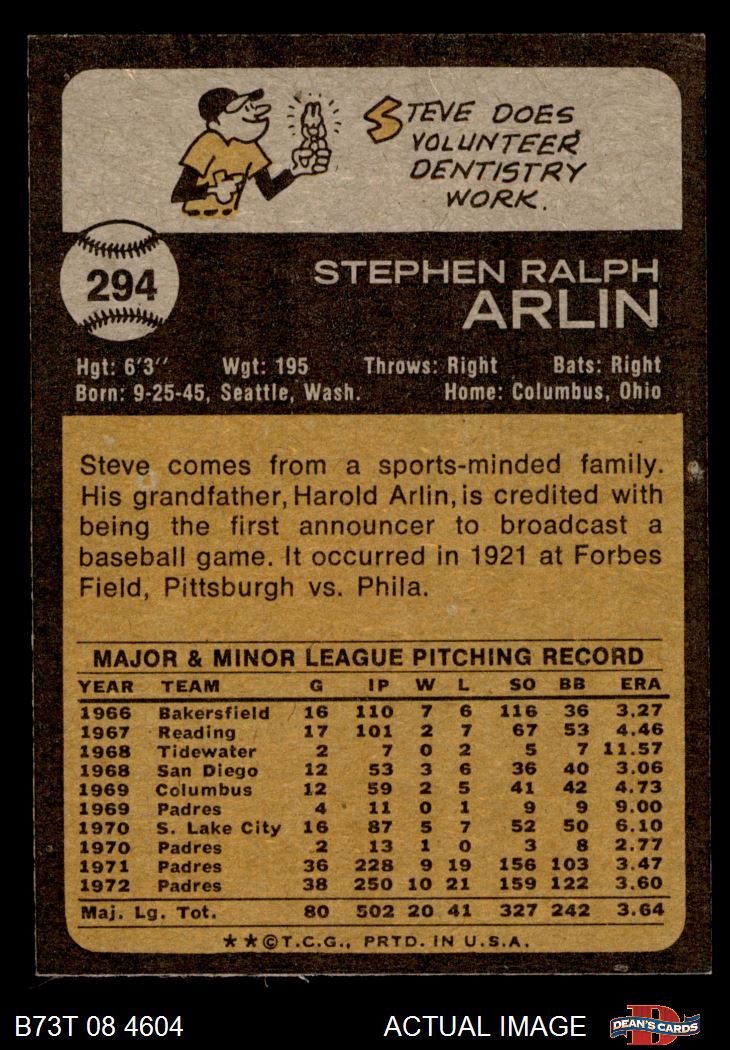 STEVE DOES
VOLUNTEER
DENTISTRY
WORK.
294
STEPHEN RALPH
ARLIN
Hgt: 6'3″ Wgt: 195 Throws: Right Bats: Right
Born: 9-25-45, Seattle, Wash. Home: Columbus, Ohio
Steve comes from a sports-minded family.
His grandfather, Harold Arlin, is credited with
being the first announcer to broadcast a
baseball game. It occurred in 1921 at Forbes
Field, Pittsburgh vs. Phila.
MAJOR & MINOR LEAGUE PITCHING RECORD
YEAR TEAM G IP W L SO BB ERA
1966 Bakersfield 16 110 7 6 116 36 3.27
1967 Reading 17 101 2 7 67 53 4.46
1968 Tidewater 2 7 0 2 5 7 11.57
1968 San Diego 12 53 3 6 36 40 3.06
1969 Columbus 12 59 2 5 41 42 4.73
1969 Padres 4 11 0 1 9 9 9.00
1970 S. Lake City 16 87 5 7 52 50 6.10
1970 Padres 2 13 1 0 3 8 2.77
1971 Padres 36 228 9 19 156 103 3.47
1972 Padres 38 250 10 21 159 122 3.60
Maj. Lg. Tot. 80 502 20 41 327 242 3.64
★★©T.C.G., PRTD. IN U.S.A.
B73T 08 4604 ACTUAL IMAGE
D
DEAN'S CARDS